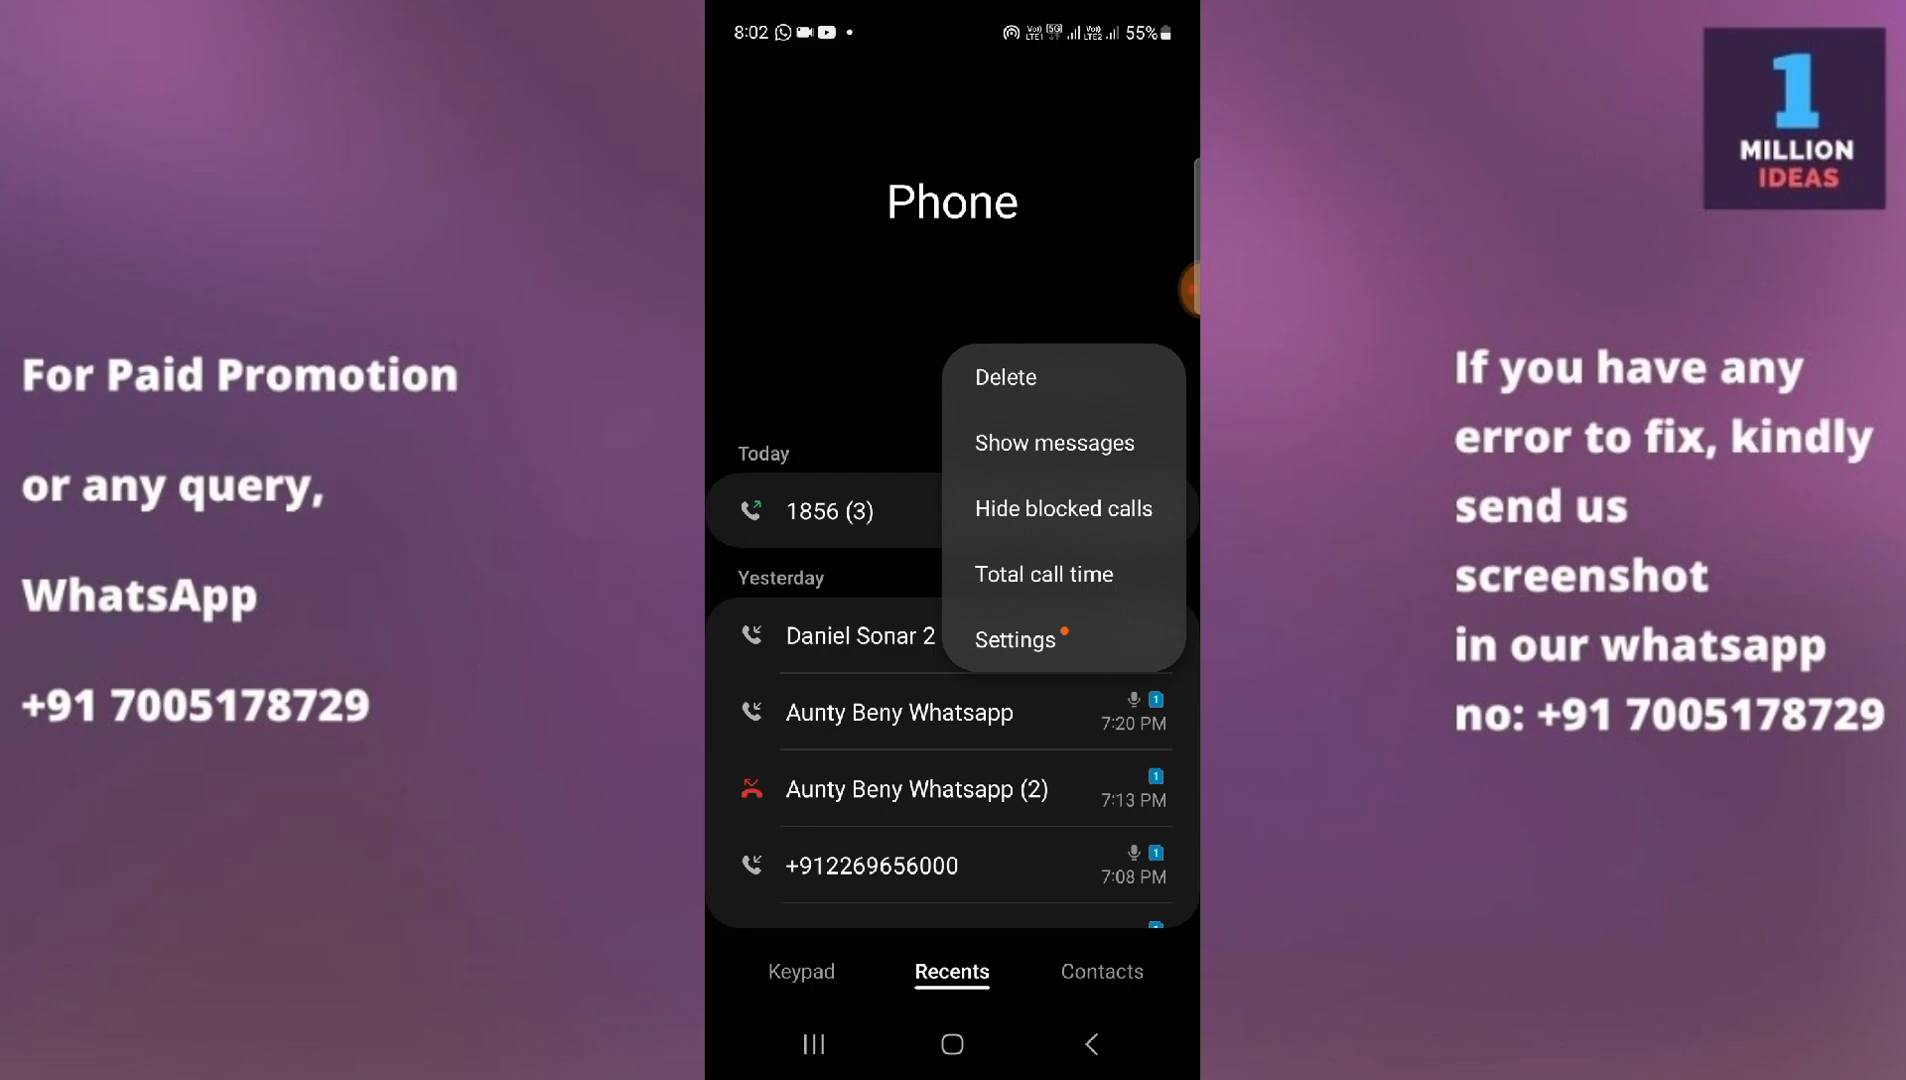 For Paid Promotion
or any query,
WhatsApp
+91 7005178729
8:02
55%
Phone
Delete
Show messages
Hide blocked calls
Total call time
Settings
Today
1856 (3)
Yesterday
Daniel Sonar 2
Aunty Beny Whatsapp
1
7:20 PM
Aunty Beny Whatsapp (2)
1
7:13 PM
+912269656000
1
7:08 PM
Keypad
Recents
Contacts
1
MILLION
IDEAS
If you have any
error to fix, kindly
send us
screenshot
in our whatsapp
no: +91 7005178729